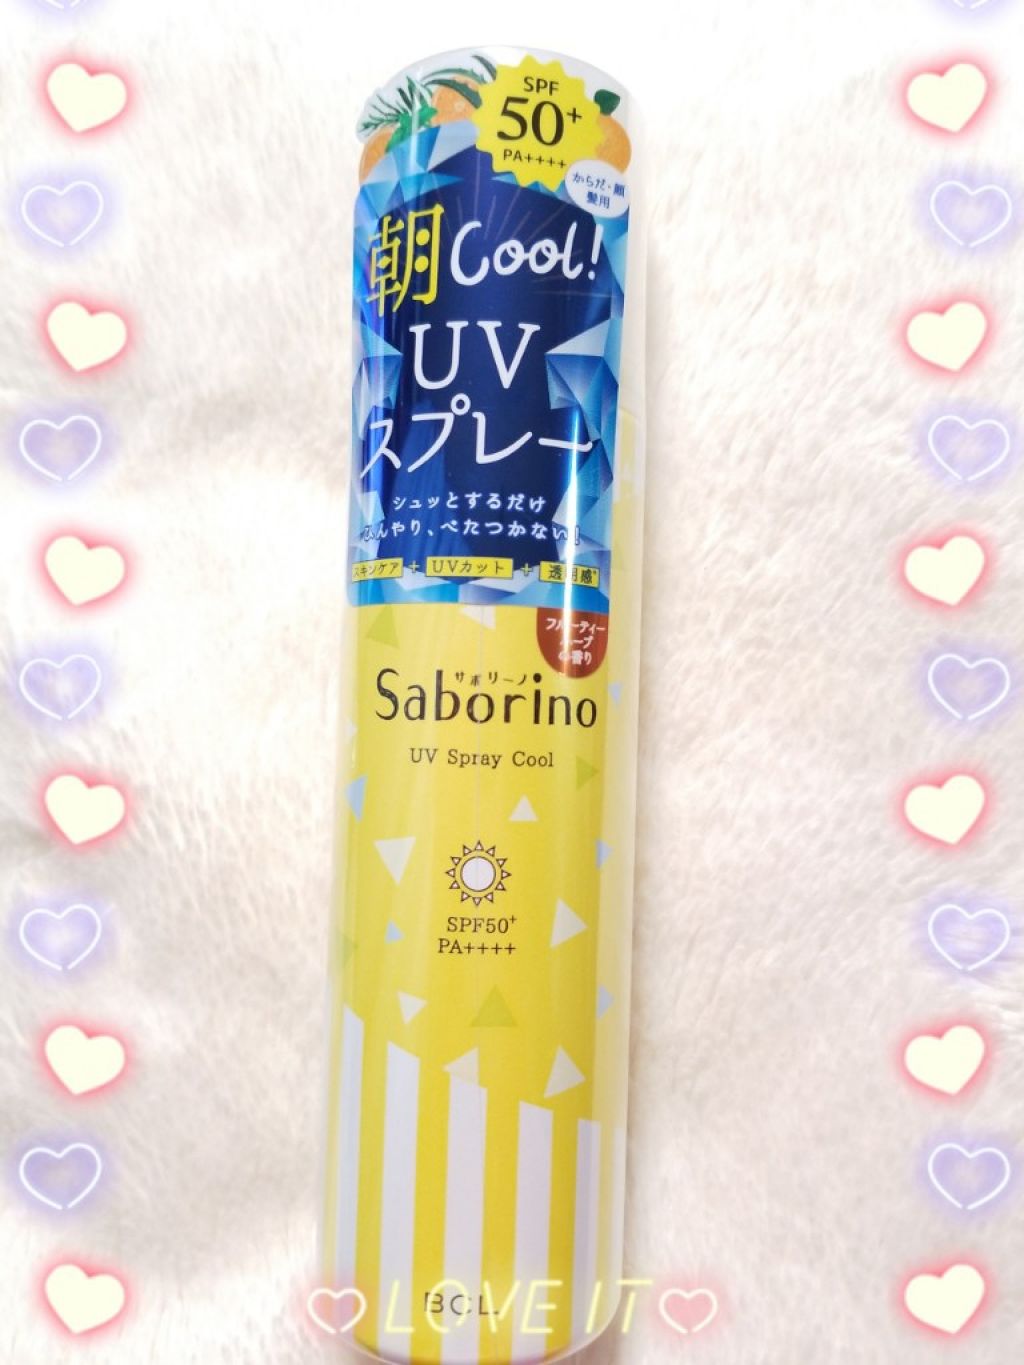 SPF
50+
PA++++
からだ・顔
髪用
朝Cool!
UV
スプレー
シュッとするだけ
ひんやり、べたつかない!
スキンケア + UVカット + 透明感*
フルーティー
ハーブ
の香り
サボリーノ
Saborino
UV Spray Cool
SPF50+
PA++++
BCL
LOVE IT